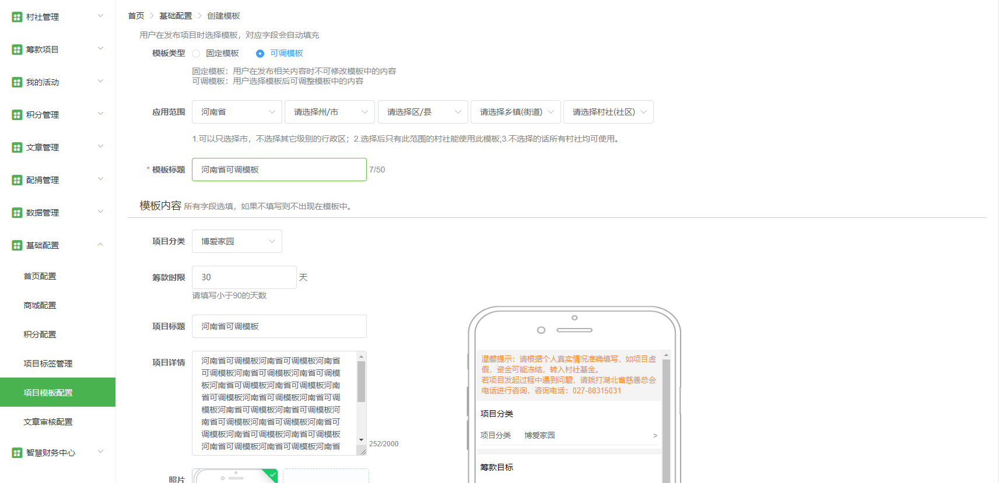 村社管理
筹款项目
我的活动
积分管理
文章管理
配捐管理
数据管理
基础配置
首页配置
商城配置
积分配置
项目标签管理
项目模板配置
文章审核配置
智慧财务中心
首页 > 基础配置 > 创建模板
用户在发布项目时选择模板，对应字段会自动填充
模板类型 固定模板 可调模板
固定模板：用户在发布相关内容时不可修改模板中的内容
可调模板：用户选择模板后可调整模板中的内容
应用范围 河南省 请选择州/市 请选择区/县 请选择乡镇(街道) 请选择村社(社区)
1.可以只选择市，不选择其它级别的行政区；2.选择后只有此范围的村社能使用此模板;3.不选择的话所有村社均可使用。
* 模板标题 河南省可调模板 7/50
模板内容 所有字段选填，如果不填写则不出现在模板中。
项目分类 博爱家园
筹款时限 30 天
请填写小于90的天数
项目标题 河南省可调模板
项目详情 河南省可调模板河南省可调模板河南省
可调模板河南省可调模板河南省可调模
板河南省可调模板河南省可调模板河南
省可调模板河南省可调模板河南省可调
模板河南省可调模板河南省可调模板河
南省可调模板河南省可调模板河南省可
调模板河南省可调模板河南省可调模板
河南省可调模板河南省可调模板河南省
252/2000
照片
温馨提示：请根据个人真实情况准确填写，如项目虚
假，资金可能冻结，转入村社基金。
若项目发起过程中遇到问题，请拨打湖北省慈善总会
电话进行咨询，咨询电话：027-88315031
项目分类
项目分类 博爱家园 >
筹款目标